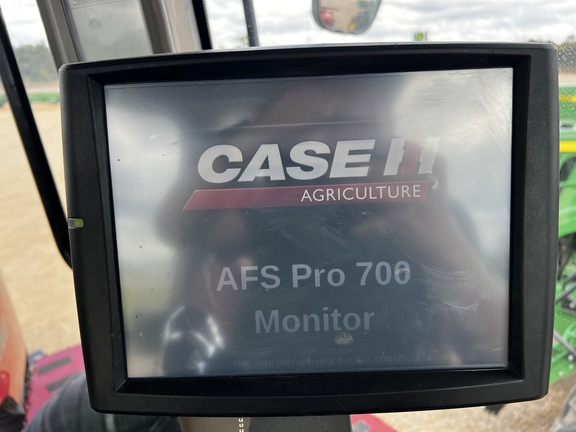 CASE IH
AGRICULTURE
AFS Pro 700
Monitor